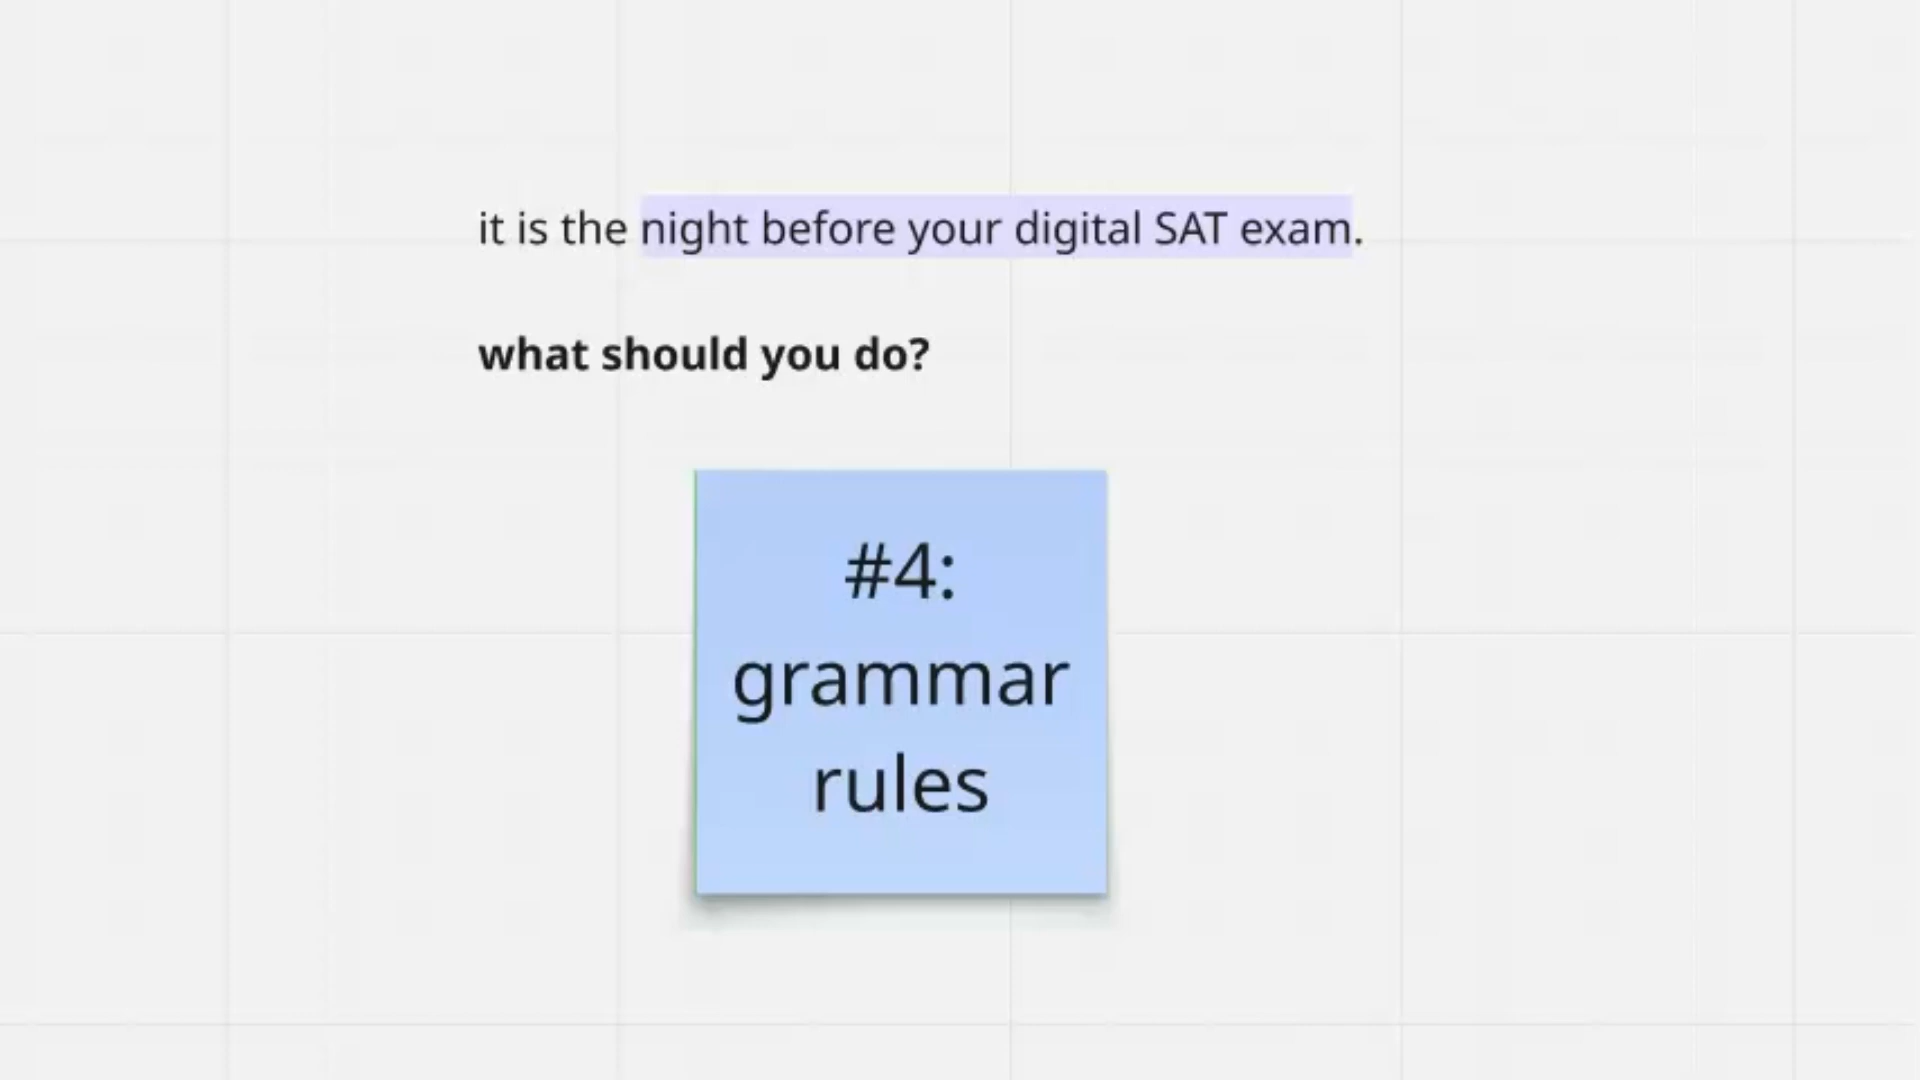 it is the night before your digital SAT exam.
what should you do?
#4:
grammar
rules